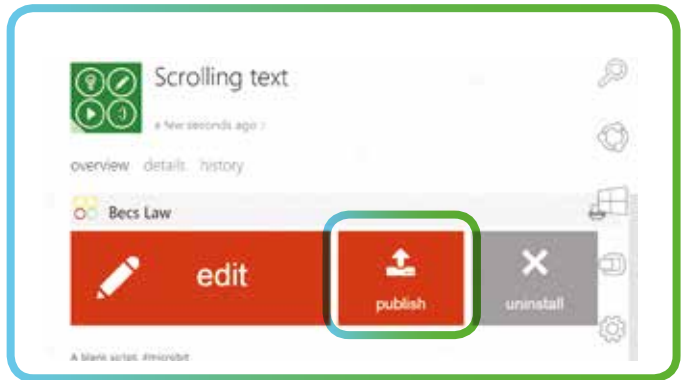 Scrolling text
a few seconds ago :
overview details history
Becs Law
edit
publish
uninstall
A blank script. #microbit